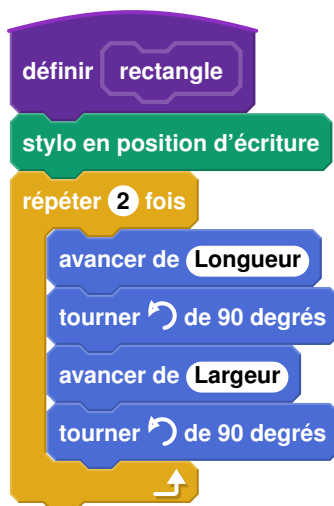 définir rectangle
stylo en position d’écriture
répéter 2 fois
avancer de Longueur
tourner de 90 degrés
avancer de Largeur
tourner de 90 degrés